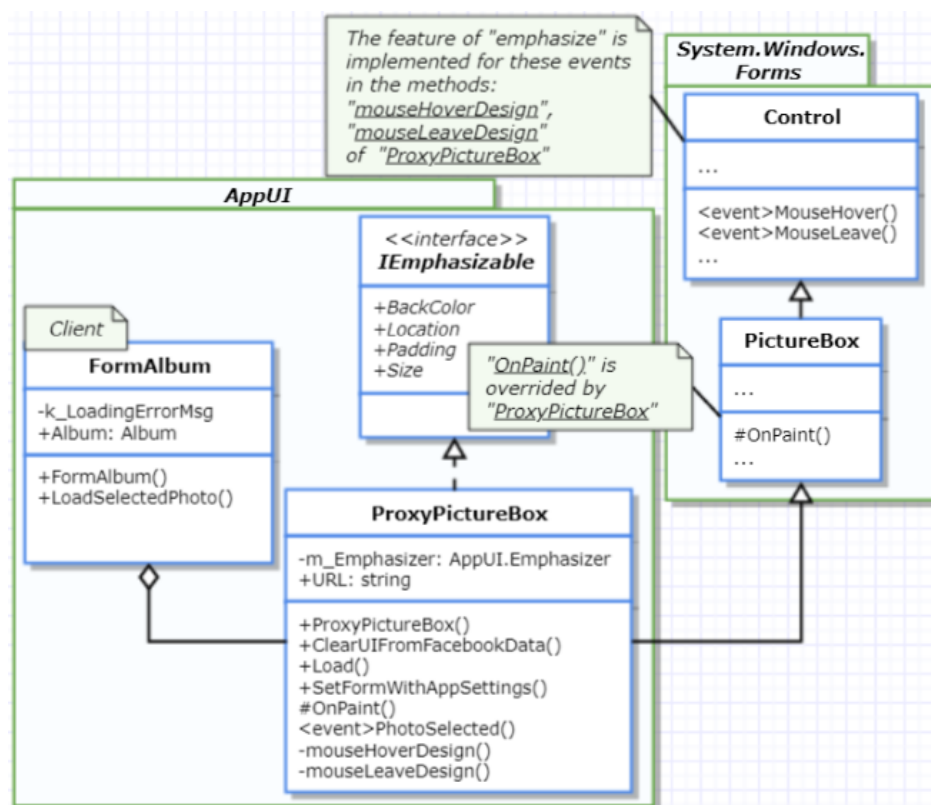 The feature of "emphasize" is
implemented for these events
in the methods:
"mouseHoverDesign",
"mouseLeaveDesign"
of "ProxyPictureBox"
System.Windows.
Forms
Control
...
<event>MouseHover()
<event>MouseLeave()
...
AppUI
<<interface>>
IEmphasizable
+BackColor
+Location
+Padding
+Size
Client
FormAlbum
-k_LoadingErrorMsg
+Album: Album
+FormAlbum()
+LoadSelectedPhoto()
"OnPaint()" is
overrided by
"ProxyPictureBox"
PictureBox
...
#OnPaint()
...
ProxyPictureBox
-m_Emphasizer: AppUI.Emphasizer
+URL: string
+ProxyPictureBox()
+ClearUIFromFacebookData()
+Load()
+SetFormWithAppSettings()
#OnPaint()
<event>PhotoSelected()
-mouseHoverDesign()
-mouseLeaveDesign()